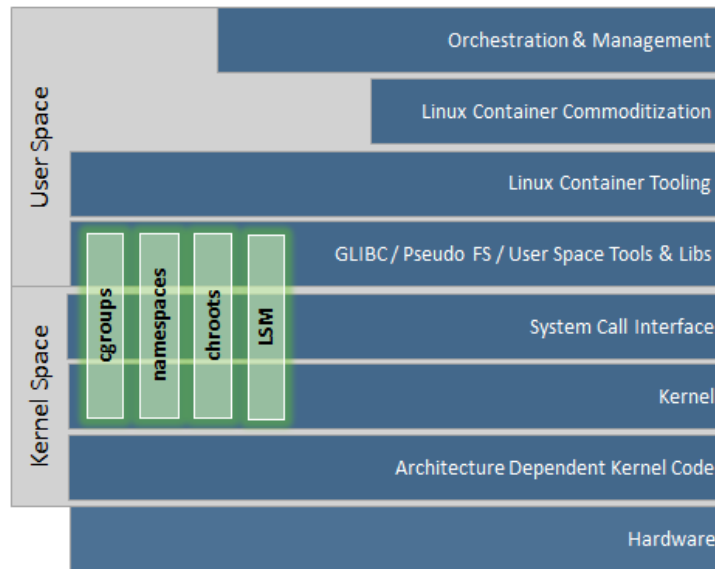 Orchestration & Management
Linux Container Commoditization
User Space
Linux Container Tooling
GLIBC / Pseudo FS / User Space Tools & Libs
cgroups
namespaces
chroots
LSM
System Call Interface
Kernel Space
Kernel
Architecture Dependent Kernel Code
Hardware